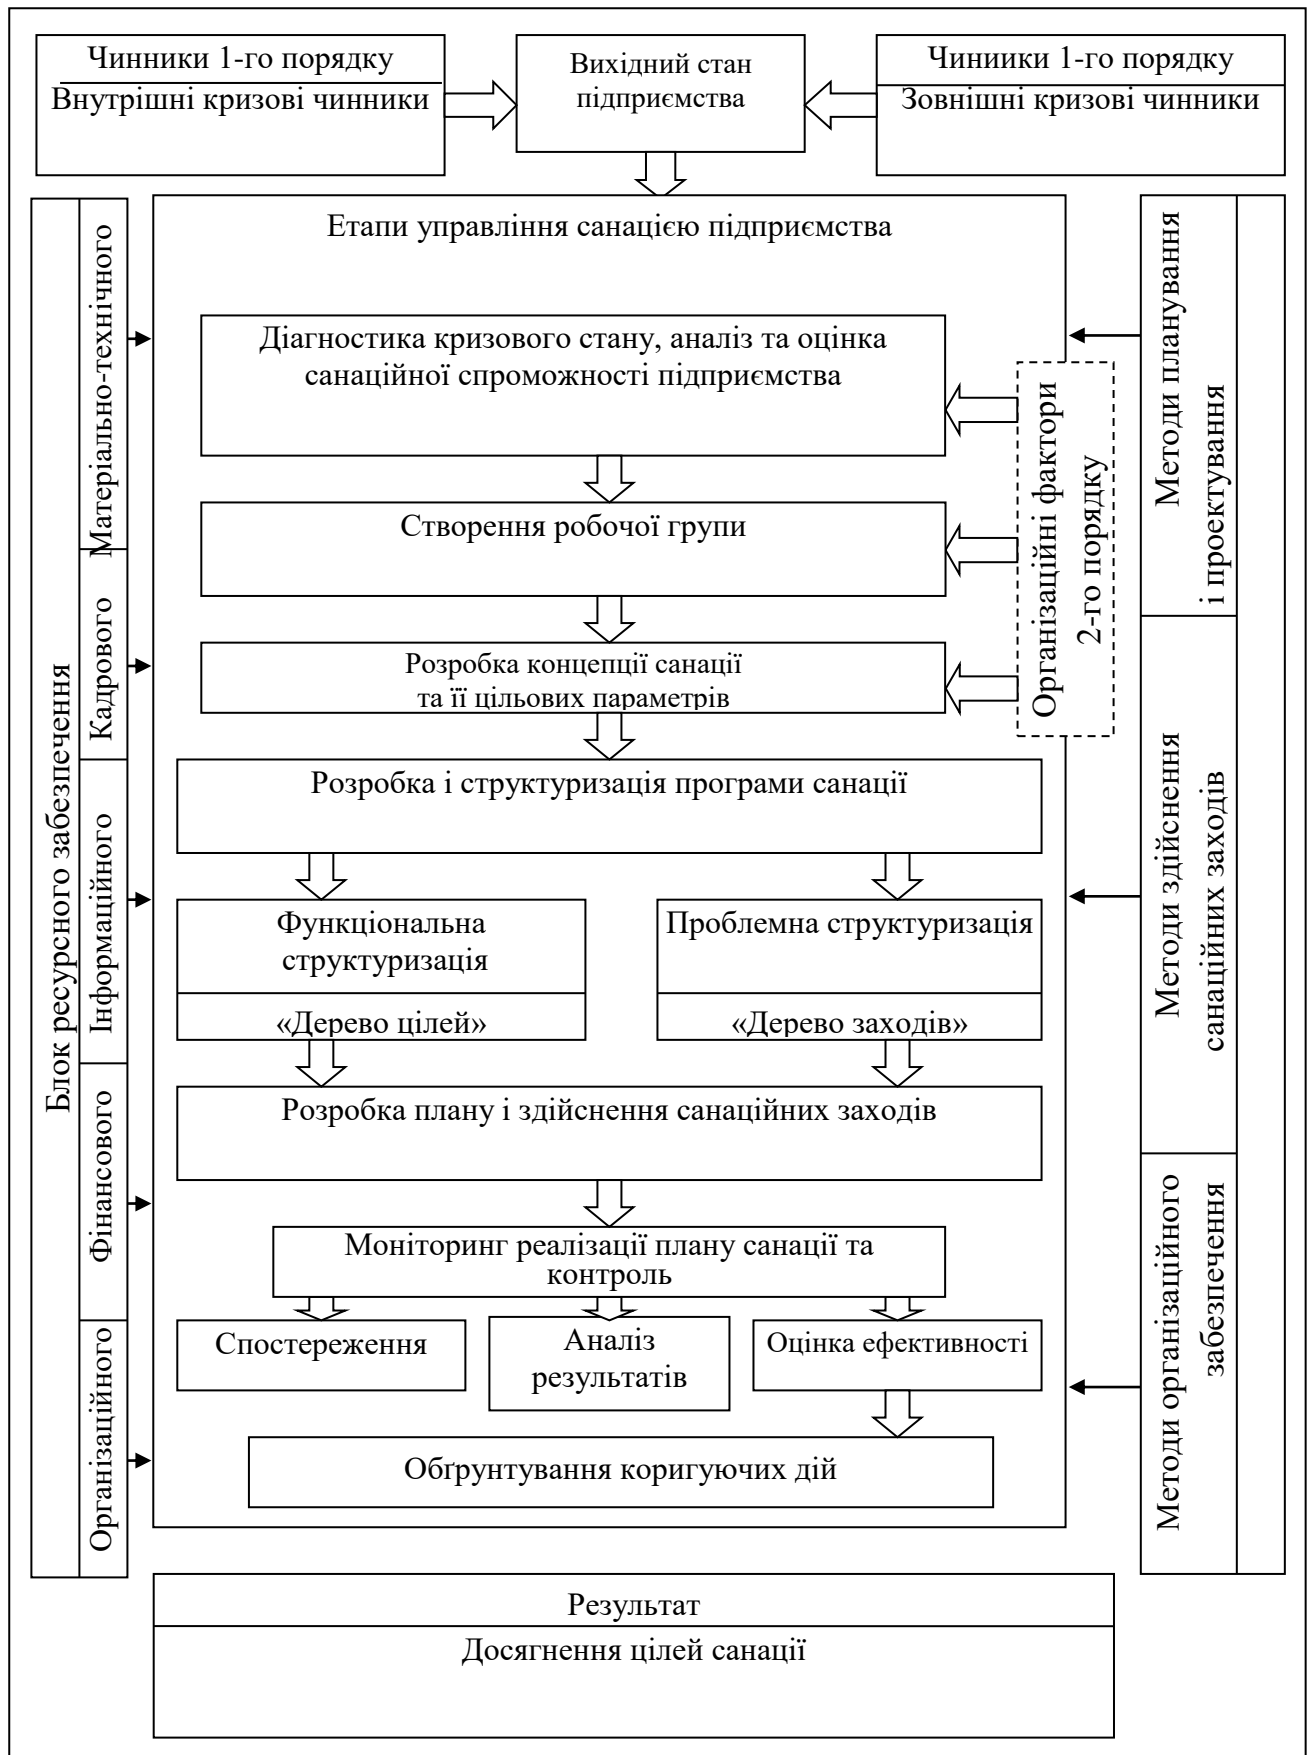 Чинники 1-го порядку
Внутрішні кризові чинники
Вихідний стан
підприємства
Чиниики 1-го порядку
Зовнішні кризові чинники
Блок ресурсного забезпечення
Матеріально-технічного
Кадрового
Інформаційного
Фінансового
Організаційного
Етапи управління санацією підприємства
Діагностика кризового стану, аналіз та оцінка
санаційної спроможності підприємства
Створення робочої групи
Розробка концепції санації
та її цільових параметрів
Організаційні фактори
2-го порядку
Розробка і структуризація програми санації
Функціональна
структуризація
«Дерево цілей»
Проблемна структуризація
«Дерево заходів»
Розробка плану і здійснення санаційних заходів
Моніторинг реалізації плану санації та
контроль
Спостереження
Аналіз
результатів
Оцінка ефективності
Обґрунтування коригуючих дій
Методи планування
і проектування
Методи здійснення
санаційних заходів
Методи організаційного
забезпечення
Результат
Досягнення цілей санації